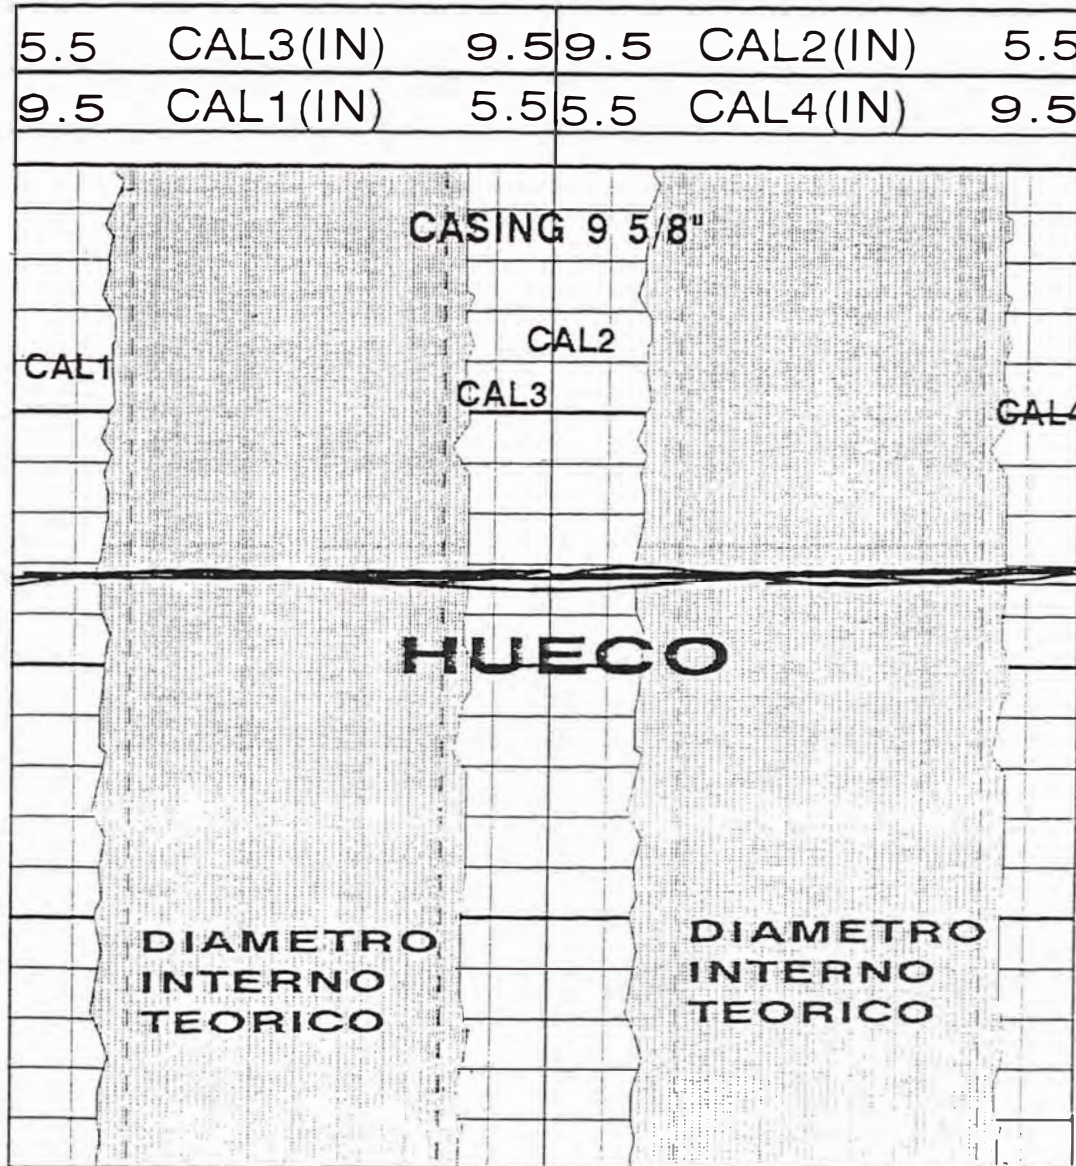 5.5 CAL3(IN) 9.5 9.5 CAL2(IN) 5.5
9.5 CAL1(IN) 5.5 5.5 CAL4(IN) 9.5
CASING 9 5/8"
CAL2
CAL1
CAL3
CAL4
HUECO
DIAMETRO
INTERNO
TEORICO
DIAMETRO
INTERNO
TEORICO